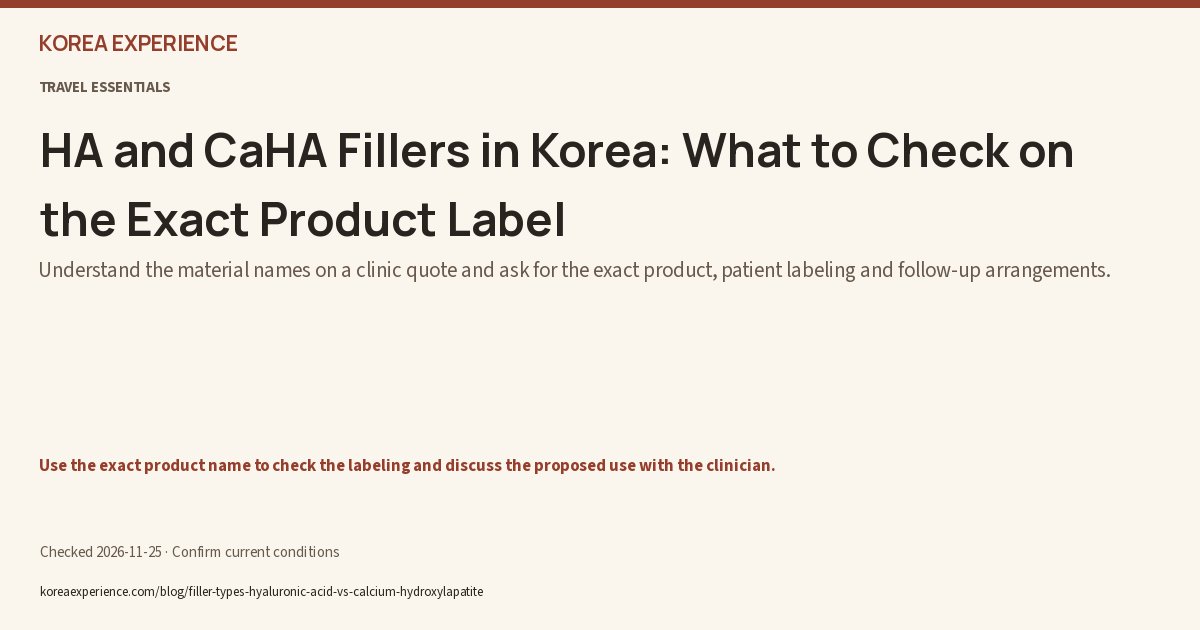 KOREA EXPERIENCE
TRAVEL ESSENTIALS
HA and CaHA Fillers in Korea: What to Check on
the Exact Product Label
Understand the material names on a clinic quote and ask for the exact product, patient labeling and follow-up arrangements.
Use the exact product name to check the labeling and discuss the proposed use with the clinician.
Checked 2026-11-25 · Confirm current conditions
koreaexperience.com/blog/filler-types-hyaluronic-acid-vs-calcium-hydroxylapatite